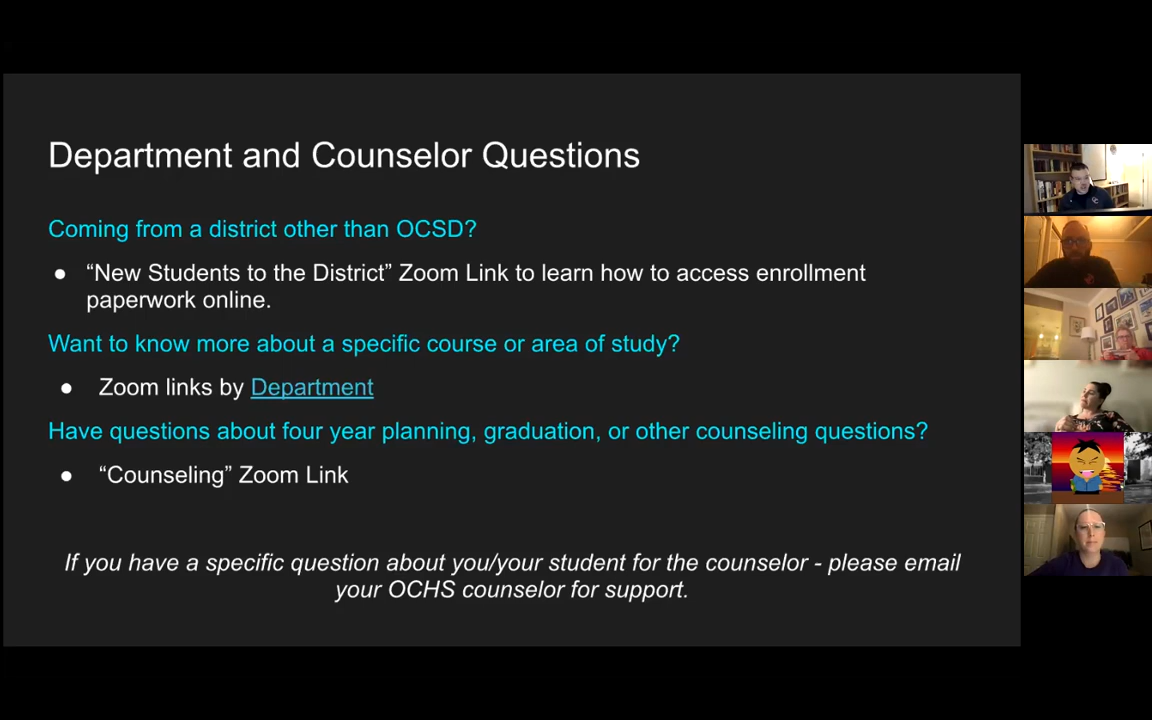 Department and Counselor Questions
Coming from a district other than OCSD?
● “New Students to the District” Zoom Link to learn how to access enrollment
paperwork online.
Want to know more about a specific course or area of study?
● Zoom links by Department
Have questions about four year planning, graduation, or other counseling questions?
● “Counseling” Zoom Link
If you have a specific question about you/your student for the counselor - please email
your OCHS counselor for support.